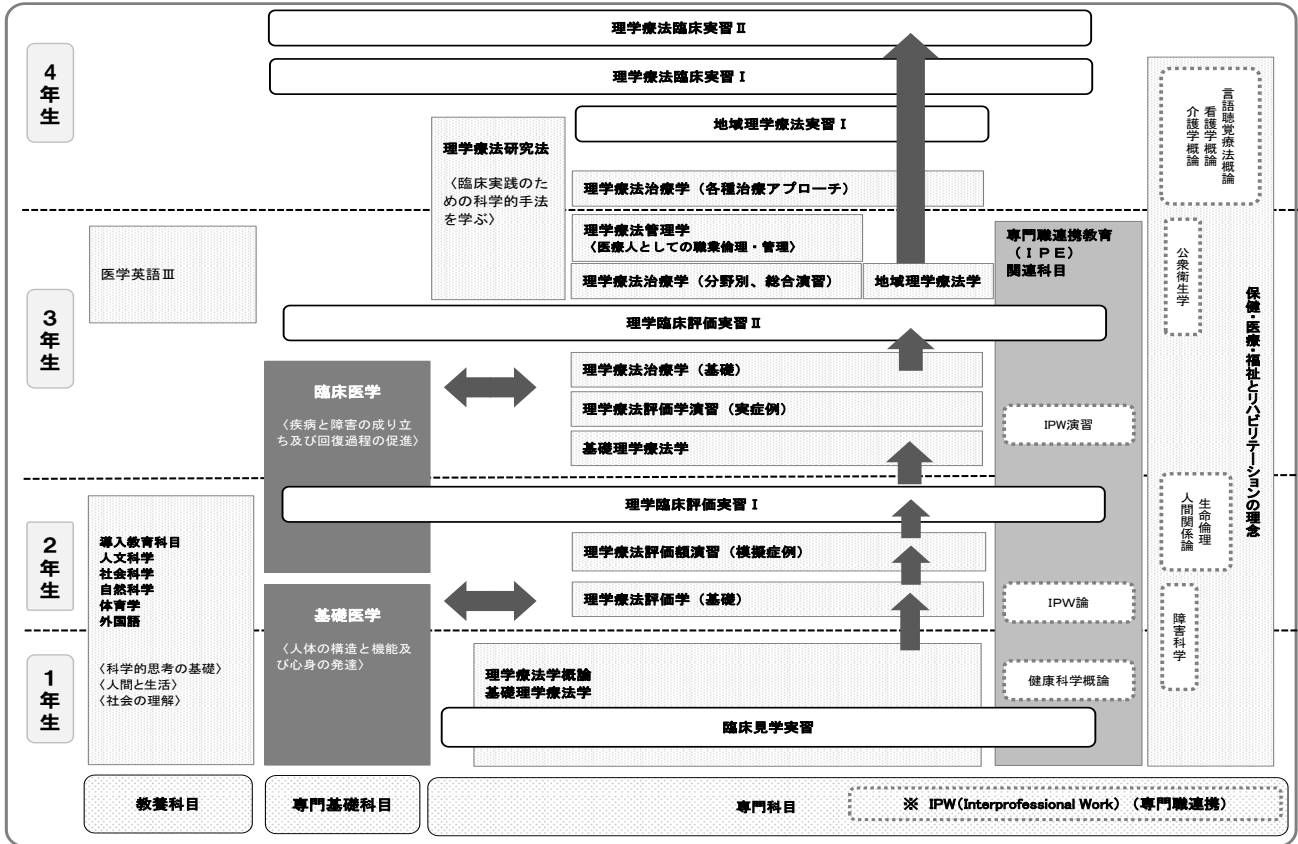 理学療法臨床実習Ⅱ
4年生
理学療法臨床実習Ⅰ
地域理学療法実習Ⅰ
理学療法研究法
〈臨床実践のた
めの科学的手法
を学ぶ〉
理学療法治療学（各種治療アプローチ）
言語聴覚療法概論
看護学概論
介護学概論
3年生
医学英語Ⅲ
理学療法管理学
〈医療人としての職業倫理・管理〉
理学療法治療学（分野別、総合演習）
地域理学療法学
専門職連携教育
（ＩＰＥ）
関連科目
公衆衛生学
保健・医療・福祉とリハビリテーションの理念
理学臨床評価実習Ⅱ
臨床医学
〈疾病と障害の成り立
ち及び回復過程の促進〉
理学療法治療学（基礎）
理学療法評価学演習（実症例）
基礎理学療法学
IPW演習
2年生
理学臨床評価実習Ⅰ
生命倫理
人間関係論
導入教育科目
人文科学
社会科学
自然科学
体育学
外国語
〈科学的思考の基礎〉
〈人間と生活〉
〈社会の理解〉
理学療法評価額演習（模擬症例）
基礎医学
〈人体の構造と機能及
び心身の発達〉
理学療法評価学（基礎）
IPW論
障害科学
1年生
理学療法学概論
基礎理学療法学
健康科学概論
臨床見学実習
教養科目
専門基礎科目
専門科目
※ IPW(Interprofessional Work)（専門職連携）